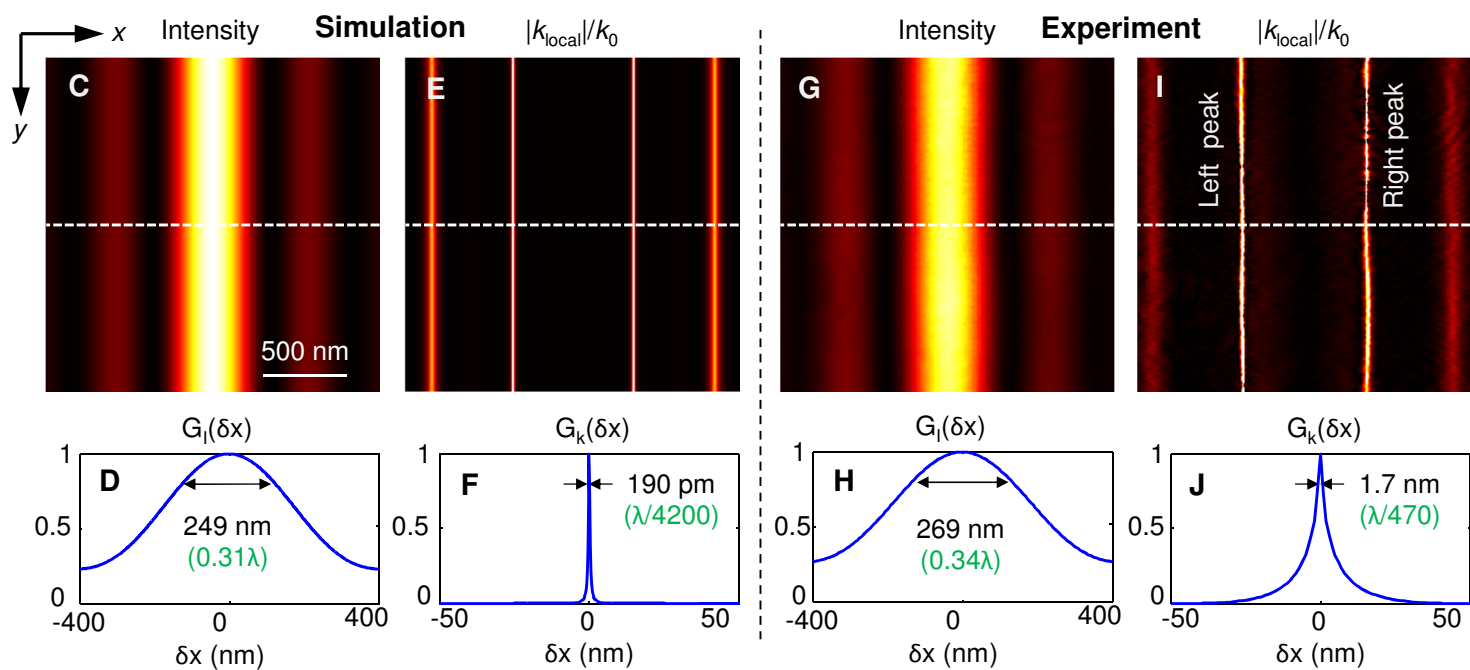 x Intensity Simulation |k_local|/k_0 Intensity Experiment |k_local|/k_0
y
C E G I
Left peak
Right peak
500 nm
G_I(δx) G_k(δx) G_I(δx) G_k(δx)
1 1 1 1
D F H J
190 pm 1.7 nm
(λ/4200) (λ/470)
0.5 249 nm 0.5 0.5 269 nm 0.5
(0.31λ) (0.34λ)
0 0 0 0
-400 0 400 -50 0 50 -400 0 400 -50 0 50
δx (nm) δx (nm) δx (nm) δx (nm)